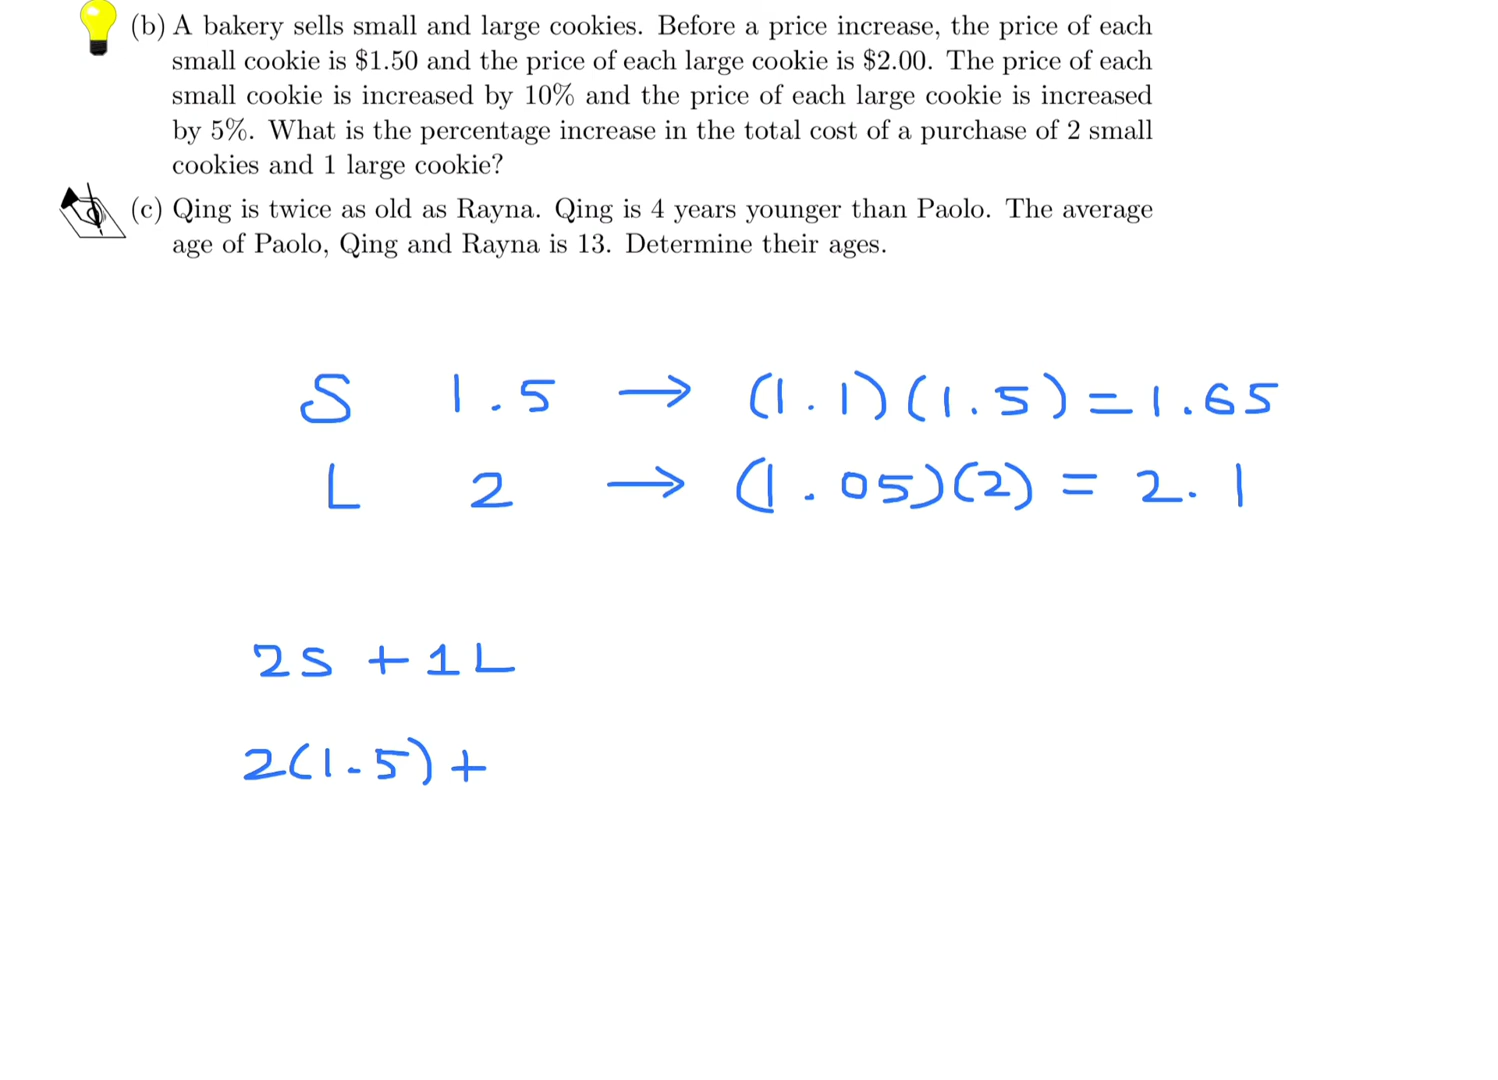 (b) A bakery sells small and large cookies. Before a price increase, the price of each
small cookie is $1.50 and the price of each large cookie is $2.00. The price of each
small cookie is increased by 10% and the price of each large cookie is increased
by 5%. What is the percentage increase in the total cost of a purchase of 2 small
cookies and 1 large cookie?
(c) Qing is twice as old as Rayna. Qing is 4 years younger than Paolo. The average
age of Paolo, Qing and Rayna is 13. Determine their ages.
S 1.5 → (1.1)(1.5) = 1.65
L 2 → (1.05)(2) = 2.1
2S + 1L
2(1.5) +